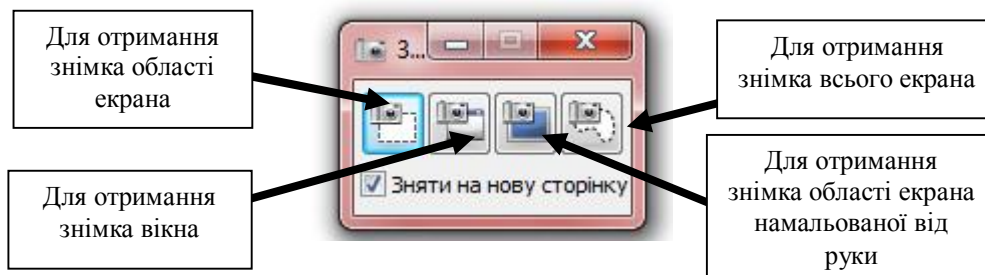 Для отримання
знімка області
екрана
З...
Для отримання
знімка всього екрана
Зняти на нову сторінку
Для отримання
знімка вікна
Для отримання
знімка області екрана
намальованої від
руки